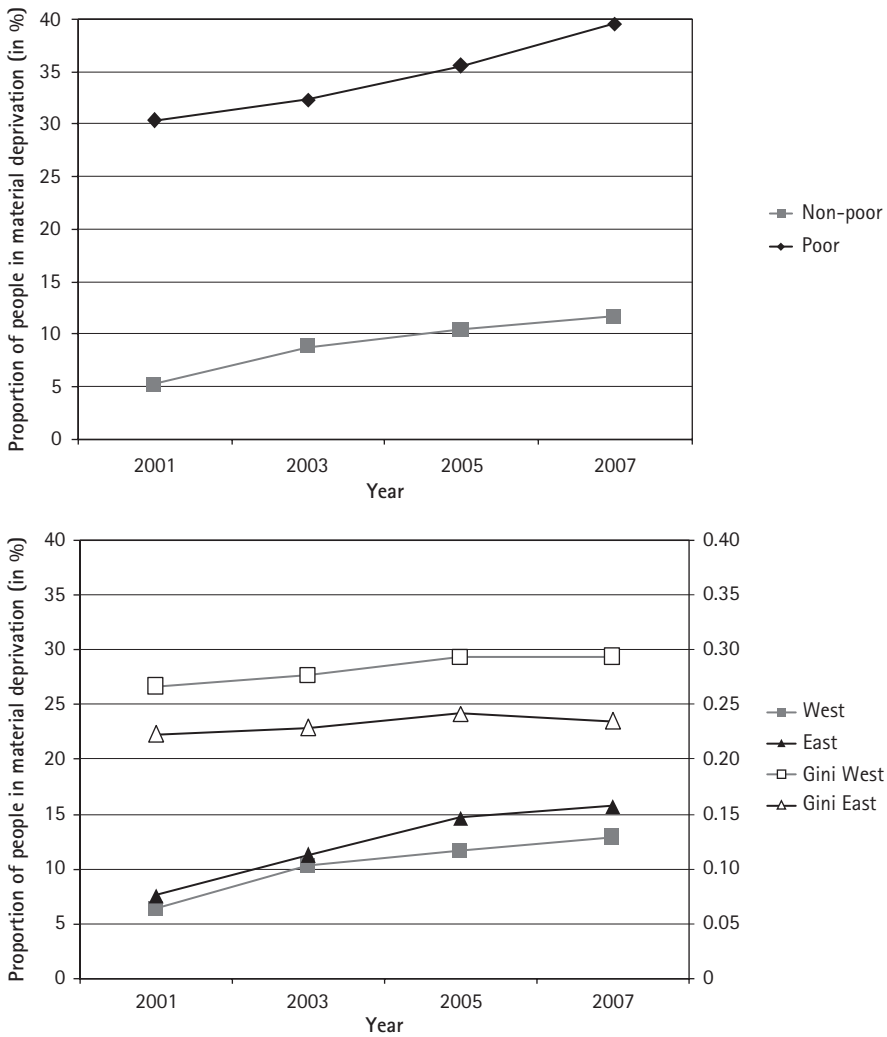 Proportion of people in material deprivation (in %)
40
35
30
25
20
15
10
5
0
2001 2003 2005 2007
Year
Non-poor
Poor
Proportion of people in material deprivation (in %)
40 0.40
35 0.35
30 0.30
25 0.25
20 0.20
15 0.15
10 0.10
5 0.05
0 0
2001 2003 2005 2007
Year
West
East
Gini West
Gini East